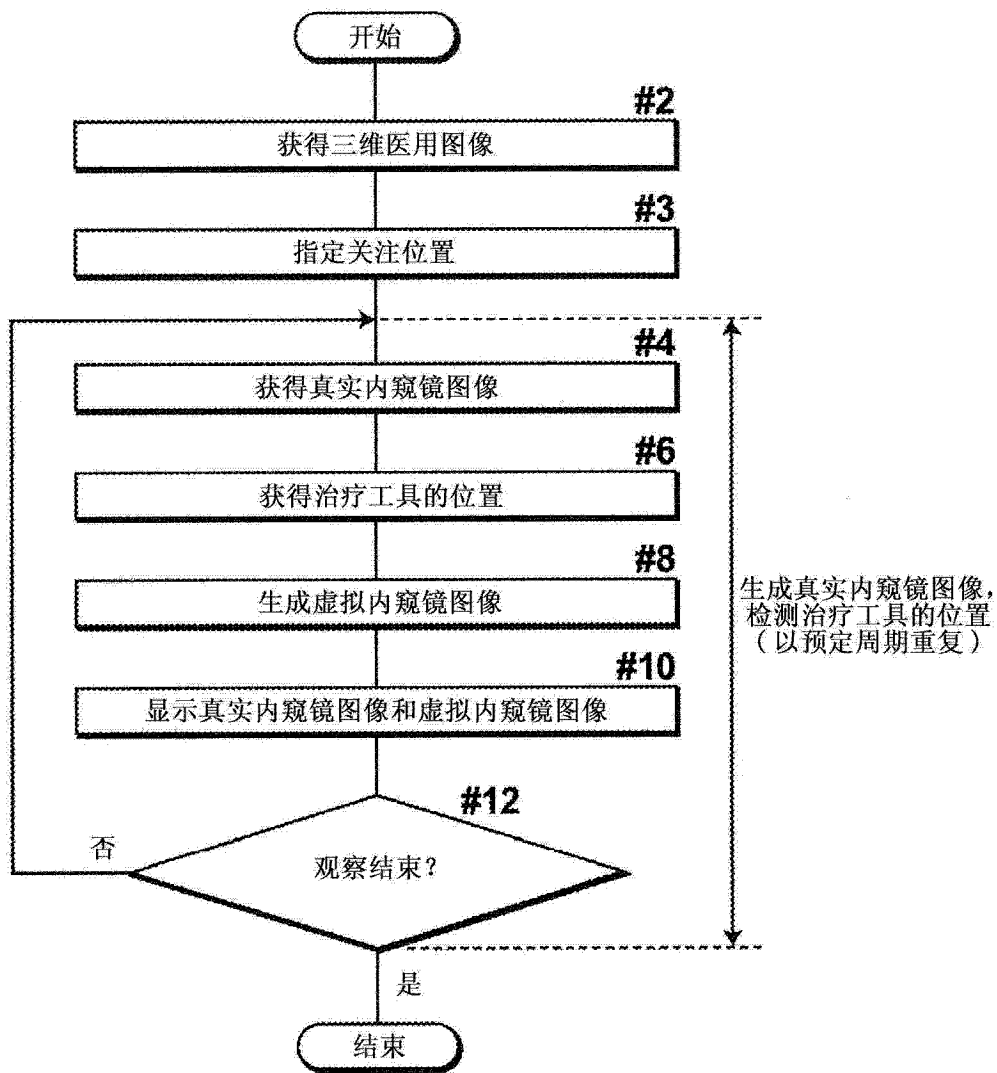 开始
#2
获得三维医用图像
#3
指定关注位置
#4
获得真实内窥镜图像
#6
获得治疗工具的位置
#8
生成虚拟内窥镜图像
#10
显示真实内窥镜图像和虚拟内窥镜图像
生成真实内窥镜图像，
检测治疗工具的位置
（以预定周期重复）
#12
观察结束？
否
是
结束